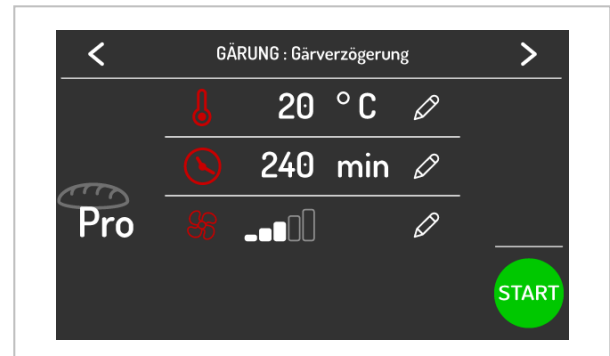 GÄRUNG : Gärverzögerung
20 °C
240 min
Pro
START